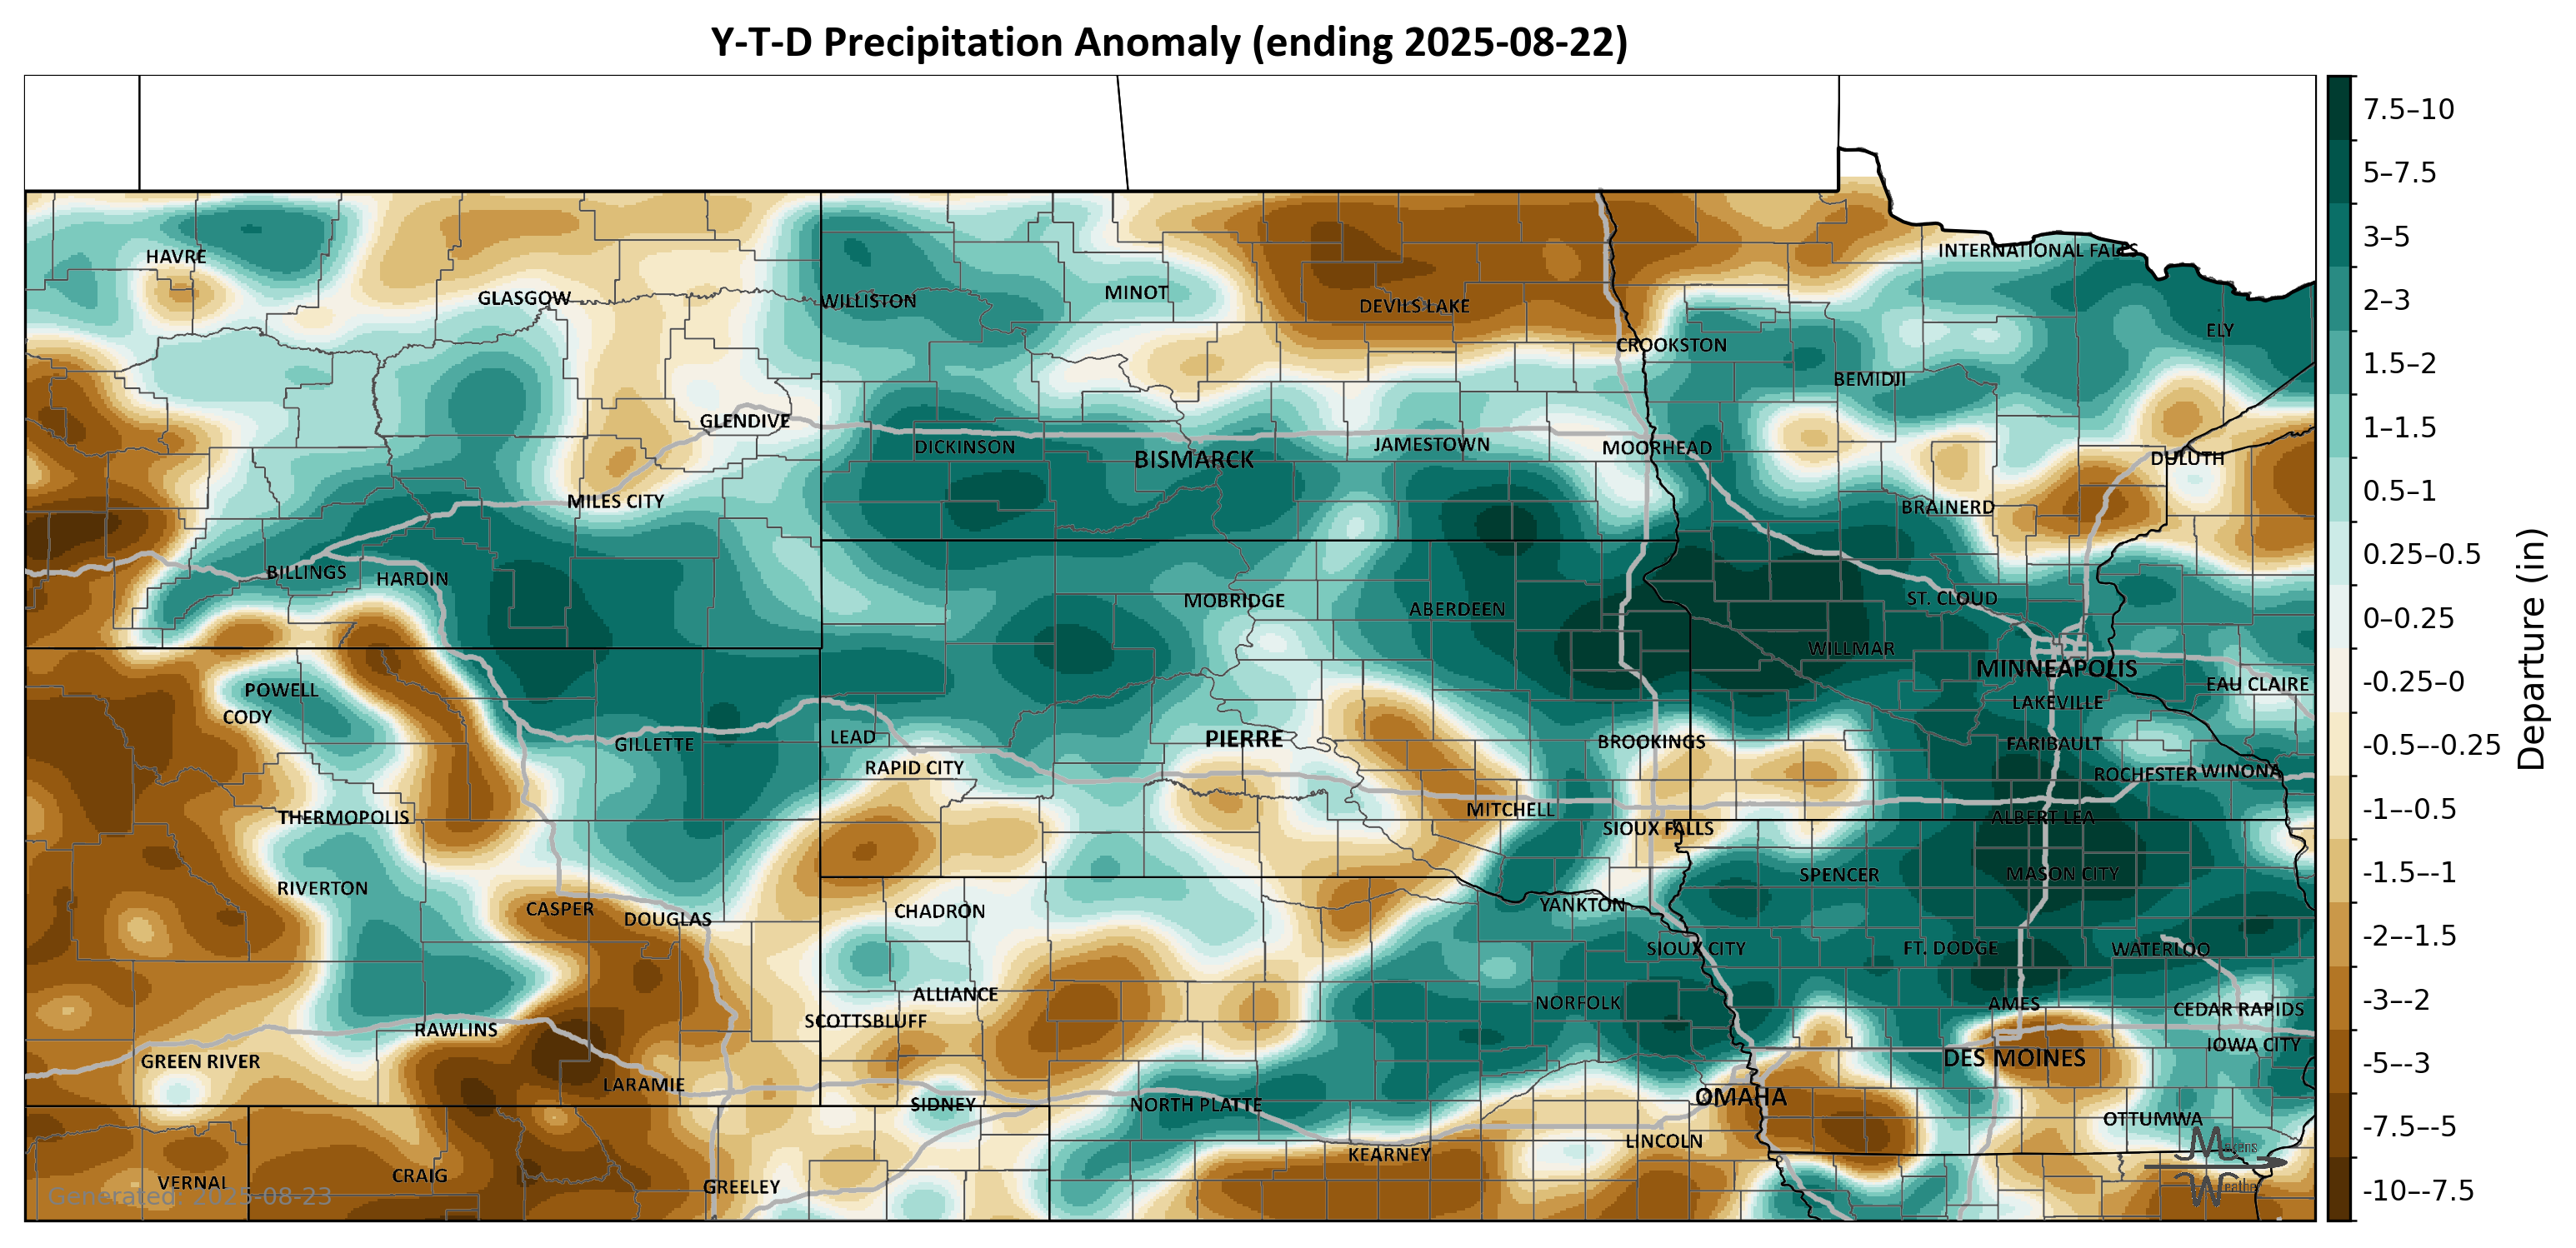 Y-T-D Precipitation Anomaly (ending 2025-08-22)
HAVRE
GLASGOW
WILLISTON
MINOT
DEVILS LAKE
INTERNATIONAL FALLS
ELY
CROOKSTON
BEMIDJI
GLENDIVE
DICKINSON
BISMARCK
JAMESTOWN
MOORHEAD
DULUTH
MILES CITY
BRAINERD
BILLINGS
HARDIN
MOBRIDGE
ABERDEEN
ST. CLOUD
WILLMAR
MINNEAPOLIS
EAU CLAIRE
POWELL
CODY
LAKEVILLE
GILLETTE
LEAD
PIERRE
BROOKINGS
FARIBAULT
RAPID CITY
ROCHESTER
WINONA
THERMOPOLIS
MITCHELL
SIOUX FALLS
ALBERT LEA
RIVERTON
SPENCER
MASON CITY
CASPER
DOUGLAS
CHADRON
YANKTON
SIOUX CITY
FT. DODGE
WATERLOO
ALLIANCE
NORFOLK
AMES
CEDAR RAPIDS
SCOTTSBLUFF
RAWLINS
GREEN RIVER
DES MOINES
IOWA CITY
LARAMIE
SIDNEY
NORTH PLATTE
OMAHA
OTTUMWA
LINCOLN
KEARNEY
VERNAL
CRAIG
GREELEY
Generated: 2025-08-23
Makens
Weather
7.5–10
5–7.5
3–5
2–3
1.5–2
1–1.5
0.5–1
0.25–0.5
0–0.25
-0.25–0
-0.5–-0.25
-1–-0.5
-1.5–-1
-2–-1.5
-3–-2
-5–-3
-7.5–-5
-10–-7.5
Departure (in)